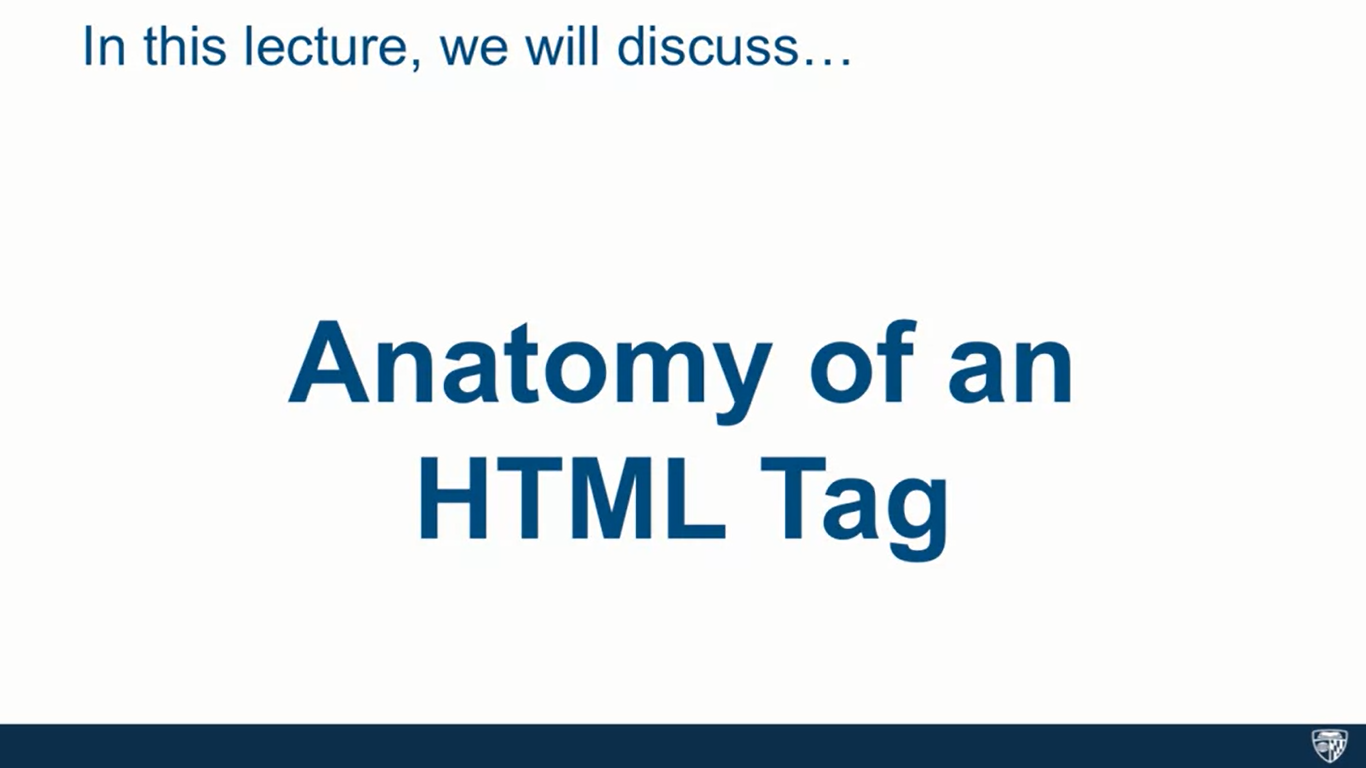 In this lecture, we will discuss…
Anatomy of an
HTML Tag